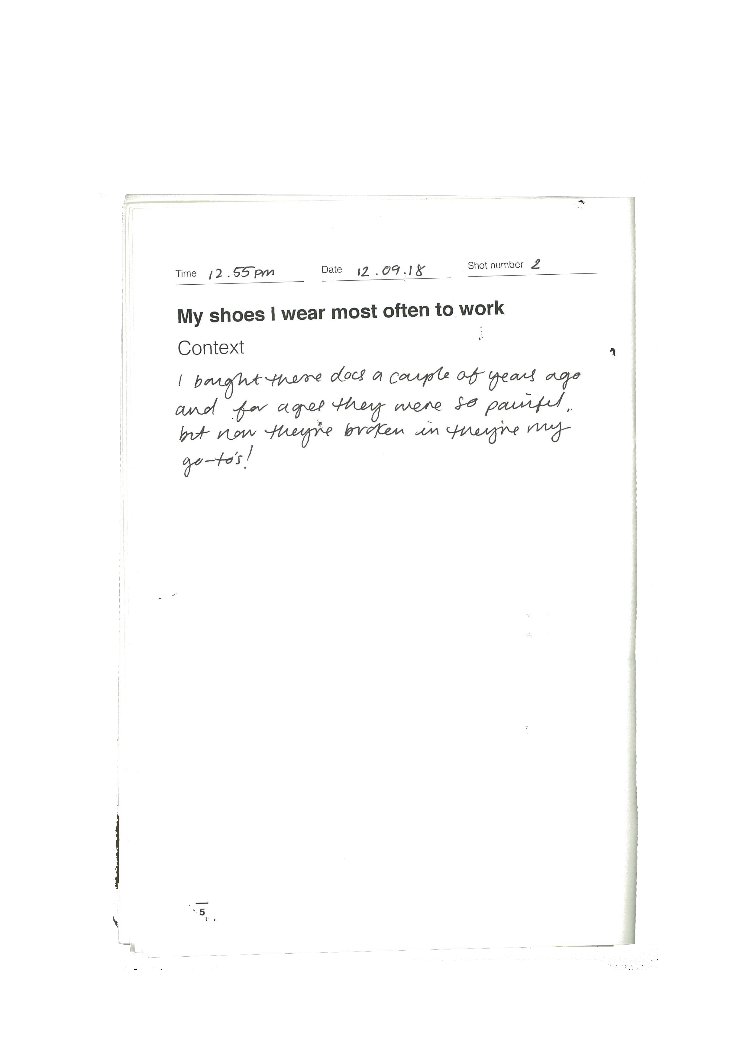 Time 12.55pm Date 12.09.18 Shot number 2
My shoes I wear most often to work
Context
I bought these docs a couple of years ago
and for ages they were so painful,
but now they're broken in they're my
go-to's!
5